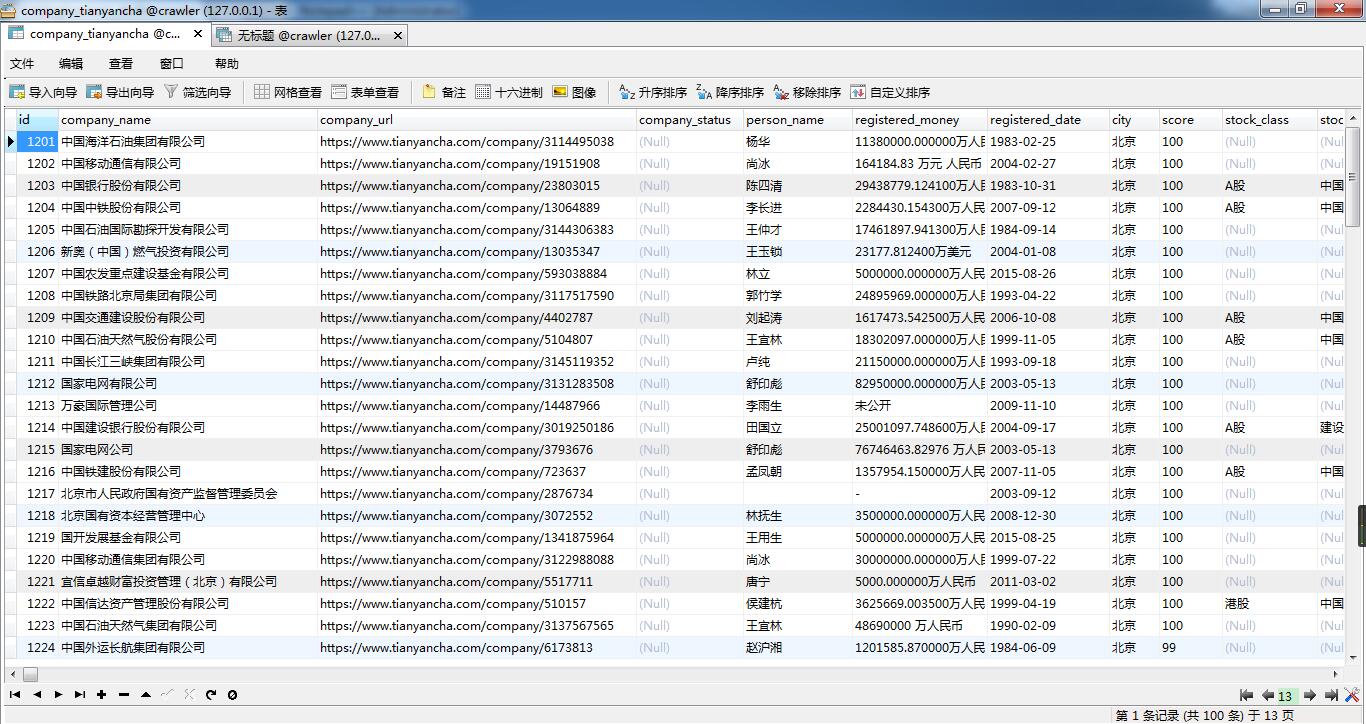 company_tianyancha @crawler (127.0.0.1) - 表
company_tianyancha @c... 无标题 @crawler (127.0...
文件 编辑 查看 窗口 帮助
导入向导 导出向导 筛选向导 网格查看 表单查看 备注 十六进制 图像 升序排序 降序排序 移除排序 自定义排序
id company_name company_url company_status person_name registered_money registered_date city score stock_class stoc
1201 中国海洋石油集团有限公司 https://www.tianyancha.com/company/3114495038 (Null) 杨华 11380000.000000万人民 1983-02-25 北京 100 (Null) (Nul
1202 中国移动通信有限公司 https://www.tianyancha.com/company/19151908 (Null) 尚冰 164184.83 万元 人民币 2004-02-27 北京 100 (Null) (Nul
1203 中国银行股份有限公司 https://www.tianyancha.com/company/23803015 (Null) 陈四清 29438779.124100万人民 1983-10-31 北京 100 A股 中国
1204 中国中铁股份有限公司 https://www.tianyancha.com/company/13064889 (Null) 李长进 2284430.154300万人民 2007-09-12 北京 100 A股 中国
1205 中国石油国际勘探开发有限公司 https://www.tianyancha.com/company/3144306383 (Null) 王仲才 17461897.941300万人民 1984-09-14 北京 100 (Null) (Nul
1206 新奥（中国）燃气投资有限公司 https://www.tianyancha.com/company/13035347 (Null) 王玉锁 23177.812400万美元 2004-01-08 北京 100 (Null) (Nul
1207 中国农发重点建设基金有限公司 https://www.tianyancha.com/company/593038884 (Null) 林立 5000000.000000万人民 2015-08-26 北京 100 (Null) (Nul
1208 中国铁路北京局集团有限公司 https://www.tianyancha.com/company/3117517590 (Null) 郭竹学 24895969.000000万人民 1993-04-22 北京 100 (Null) (Nul
1209 中国交通建设股份有限公司 https://www.tianyancha.com/company/4402787 (Null) 刘起涛 1617473.542500万人民 2006-10-08 北京 100 A股 中国
1210 中国石油天然气股份有限公司 https://www.tianyancha.com/company/5104807 (Null) 王宜林 18302097.000000万人民 1999-11-05 北京 100 A股 中国
1211 中国长江三峡集团有限公司 https://www.tianyancha.com/company/3145119352 (Null) 卢纯 21150000.000000万人民 1993-09-18 北京 100 (Null) (Nul
1212 国家电网有限公司 https://www.tianyancha.com/company/3131283508 (Null) 舒印彪 82950000.000000万人民 2003-05-13 北京 100 (Null) (Nul
1213 万豪国际管理公司 https://www.tianyancha.com/company/14487966 (Null) 李雨生 未公开 2009-11-10 北京 100 (Null) (Nul
1214 中国建设银行股份有限公司 https://www.tianyancha.com/company/3019250186 (Null) 田国立 25001097.748600万人民 2004-09-17 北京 100 A股 建设
1215 国家电网公司 https://www.tianyancha.com/company/3793676 (Null) 舒印彪 76746463.82976 万人民 2003-05-13 北京 100 (Null) (Nul
1216 中国铁建股份有限公司 https://www.tianyancha.com/company/723637 (Null) 孟凤朝 1357954.150000万人民 2007-11-05 北京 100 A股 中国
1217 北京市人民政府国有资产监督管理委员会 https://www.tianyancha.com/company/2876734 (Null) - 2003-09-12 北京 100 (Null) (Nul
1218 北京国有资本经营管理中心 https://www.tianyancha.com/company/3072552 (Null) 林抚生 3500000.000000万人民 2008-12-30 北京 100 (Null) (Nul
1219 国开发展基金有限公司 https://www.tianyancha.com/company/1341875964 (Null) 王用生 5000000.000000万人民 2015-08-25 北京 100 (Null) (Nul
1220 中国移动通信集团有限公司 https://www.tianyancha.com/company/3122988088 (Null) 尚冰 30000000.000000万人民 1999-07-22 北京 100 (Null) (Nul
1221 宜信卓越财富投资管理（北京）有限公司 https://www.tianyancha.com/company/5517711 (Null) 唐宁 5000.000000万人民币 2011-03-02 北京 100 (Null) (Nul
1222 中国信达资产管理股份有限公司 https://www.tianyancha.com/company/510157 (Null) 侯建杭 3625669.003500万人民 1999-04-19 北京 100 港股 中国
1223 中国石油天然气集团有限公司 https://www.tianyancha.com/company/3137567565 (Null) 王宜林 48690000 万人民币 1990-02-09 北京 100 (Null) (Nul
1224 中国外运长航集团有限公司 https://www.tianyancha.com/company/6173813 (Null) 赵沪湘 1201585.870000万人民 1984-06-09 北京 99 (Null) (Nul
13
第 1 条记录 (共 100 条) 于 13 页